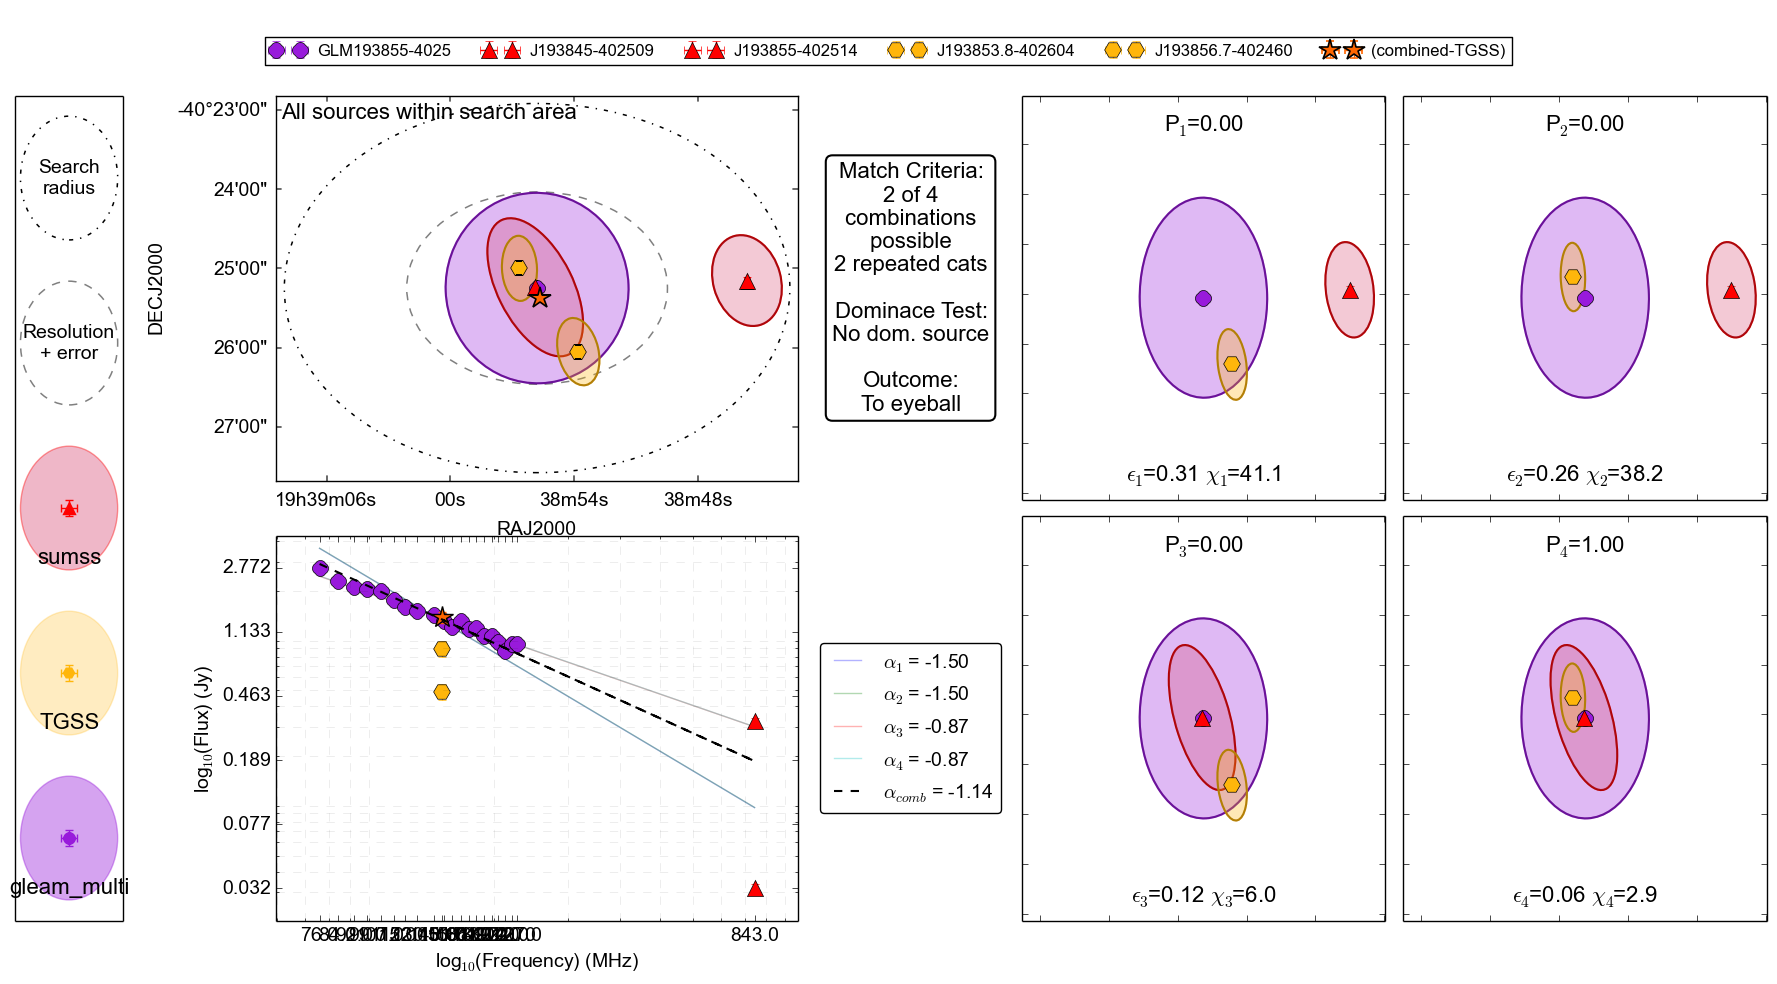 GLM193855-4025 J193845-402509 J193855-402514 J193853.8-402604 J193856.7-402460 (combined-TGSS)
Search
radius
Resolution
+ error
sumss
TGSS
gleam_multi
All sources within search area
-40°23'00"
24'00"
25'00"
26'00"
27'00"
DECJ2000
19h39m06s 00s 38m54s 38m48s
RAJ2000
Match Criteria:
2 of 4
combinations
possible
2 repeated cats
Dominace Test:
No dom. source
Outcome:
To eyeball
2.772
1.133
0.463
0.189
0.077
0.032
log10(Flux) (Jy)
843.0
log10(Frequency) (MHz)
α1 = -1.50
α2 = -1.50
α3 = -0.87
α4 = -0.87
αcomb = -1.14
P1=0.00
ϵ1=0.31 χ1=41.1
P2=0.00
ϵ2=0.26 χ2=38.2
P3=0.00
ϵ3=0.12 χ3=6.0
P4=1.00
ϵ4=0.06 χ4=2.9